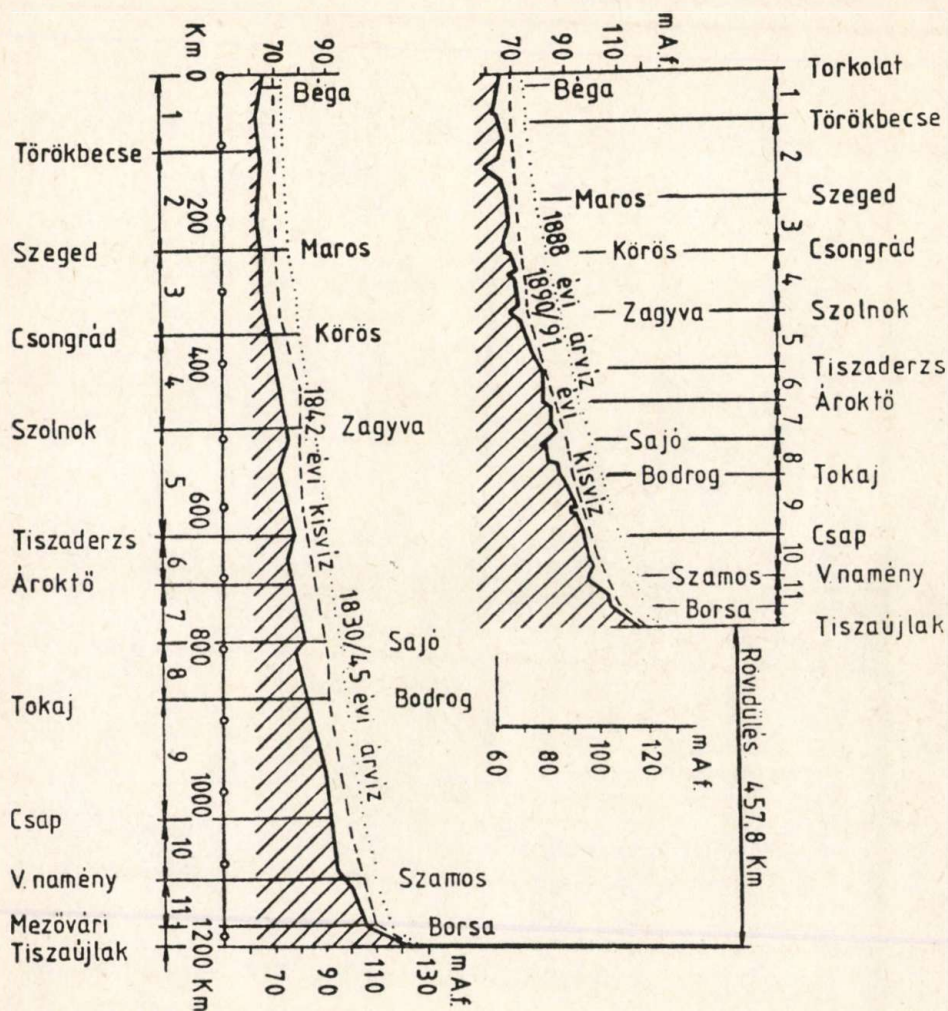 Km 0
70
90
1
Béga
Törökbecse
2
200
Szeged
Maros
3
Csongrád
Körös
400
4
Szolnok
Zagyva
1842 évi kisvíz
5
600
Tiszaderzs
6
Ároktő
7
1830/45 évi árvíz
800
Sajó
8
Tokaj
Bodrog
9
1000
Csap
10
V.namény
Szamos
11
Mezővári
Borsa
Tiszaújlak
1200 Km
70
90
110
130
m A.f.
70
90
110
m A.f.
Torkolat
Béga
1
Törökbecse
2
Maros
Szeged
3
1888 évi árvíz
Körös
Csongrád
4
1890/91 évi kisvíz
Zagyva
Szolnok
5
Tiszaderzs
6
Ároktő
7
Sajó
8
Bodrog
Tokaj
9
Csap
10
Szamos
V.namény
11
Borsa
Tiszaújlak
60
80
100
120
m A.f.
Rövidülés 457,8 Km